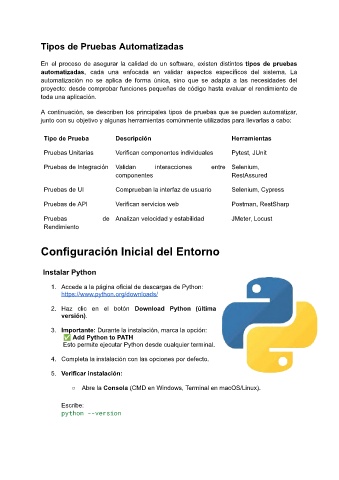 Tipos de Pruebas Automatizadas
En el proceso de asegurar la calidad de un software, existen distintos tipos de pruebas
automatizadas, cada una enfocada en validar aspectos específicos del sistema. La
automatización no se aplica de forma única, sino que se adapta a las necesidades del
proyecto: desde comprobar funciones pequeñas de código hasta evaluar el rendimiento de
toda una aplicación.
A continuación, se describen los principales tipos de pruebas que se pueden automatizar,
junto con su objetivo y algunas herramientas comúnmente utilizadas para llevarlas a cabo:
Tipo de Prueba Descripción Herramientas
Pruebas Unitarias Verifican componentes individuales Pytest, JUnit
Pruebas de Integración Validan interacciones entre Selenium,
componentes RestAssured
Pruebas de UI Comprueban la interfaz de usuario Selenium, Cypress
Pruebas de API Verifican servicios web Postman, RestSharp
Pruebas de Analizan velocidad y estabilidad JMeter, Locust
Rendimiento
Configuración Inicial del Entorno
Instalar Python
1. Accede a la página oficial de descargas de Python:
https://www.python.org/downloads/
2. Haz clic en el botón Download Python (última
versión).
3. Importante: Durante la instalación, marca la opción:
✅ Add Python to PATH
Esto permite ejecutar Python desde cualquier terminal.
4. Completa la instalación con las opciones por defecto.
5. Verificar instalación:
○ Abre la Consola (CMD en Windows, Terminal en macOS/Linux).
Escribe:
python --version